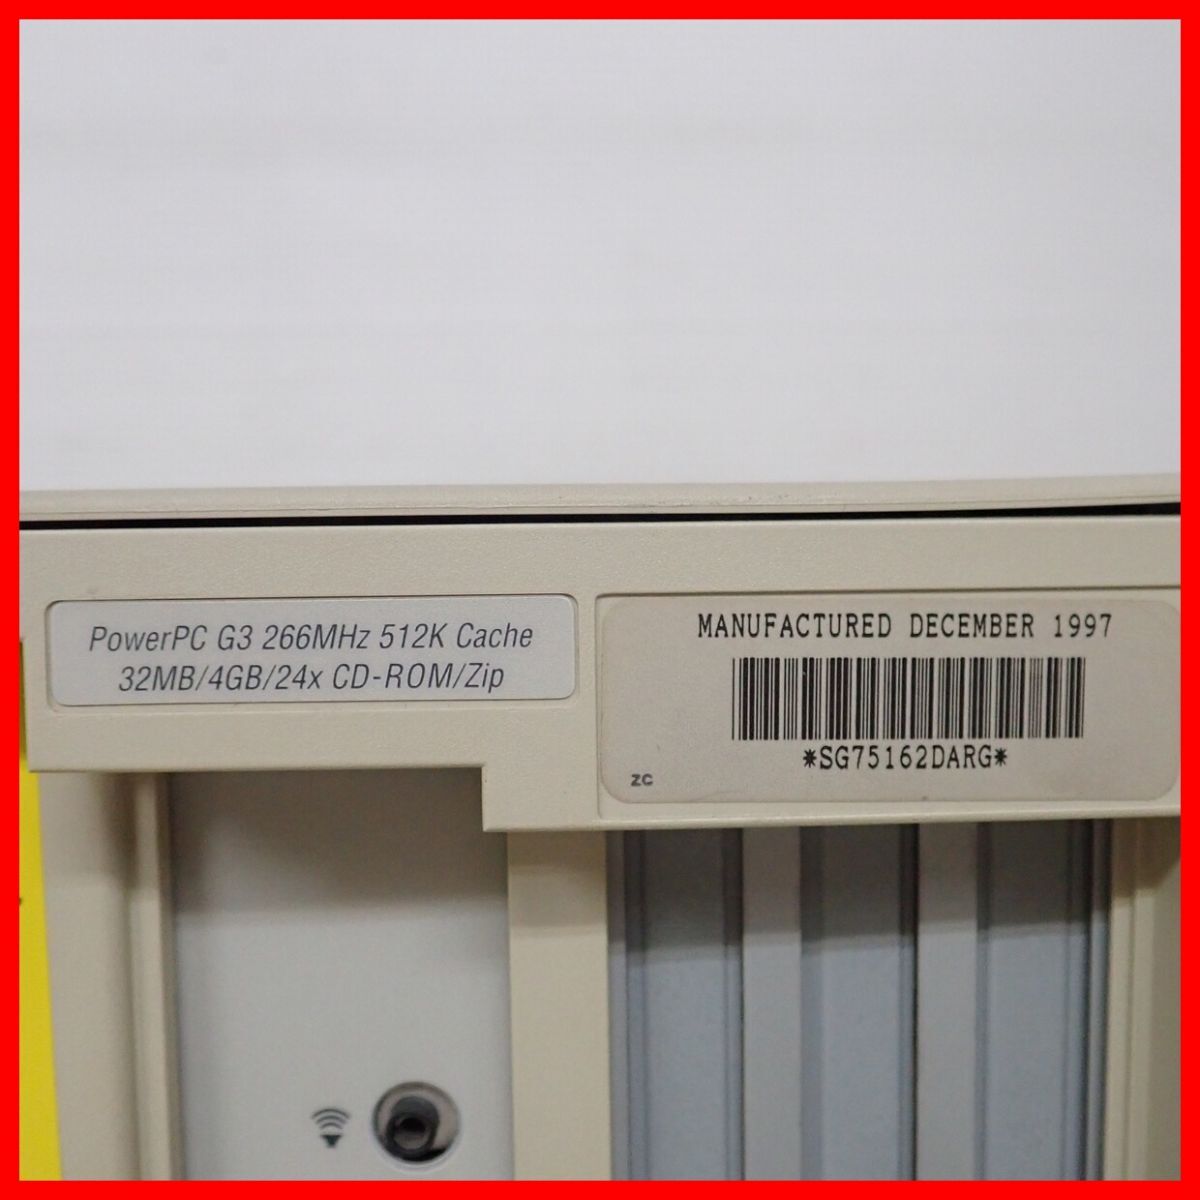 PowerPC G3 266MHz 512K Cache
32MB/4GB/24x CD-ROM/Zip
MANUFACTURED DECEMBER 1997
*SG75162DARG*
ZC